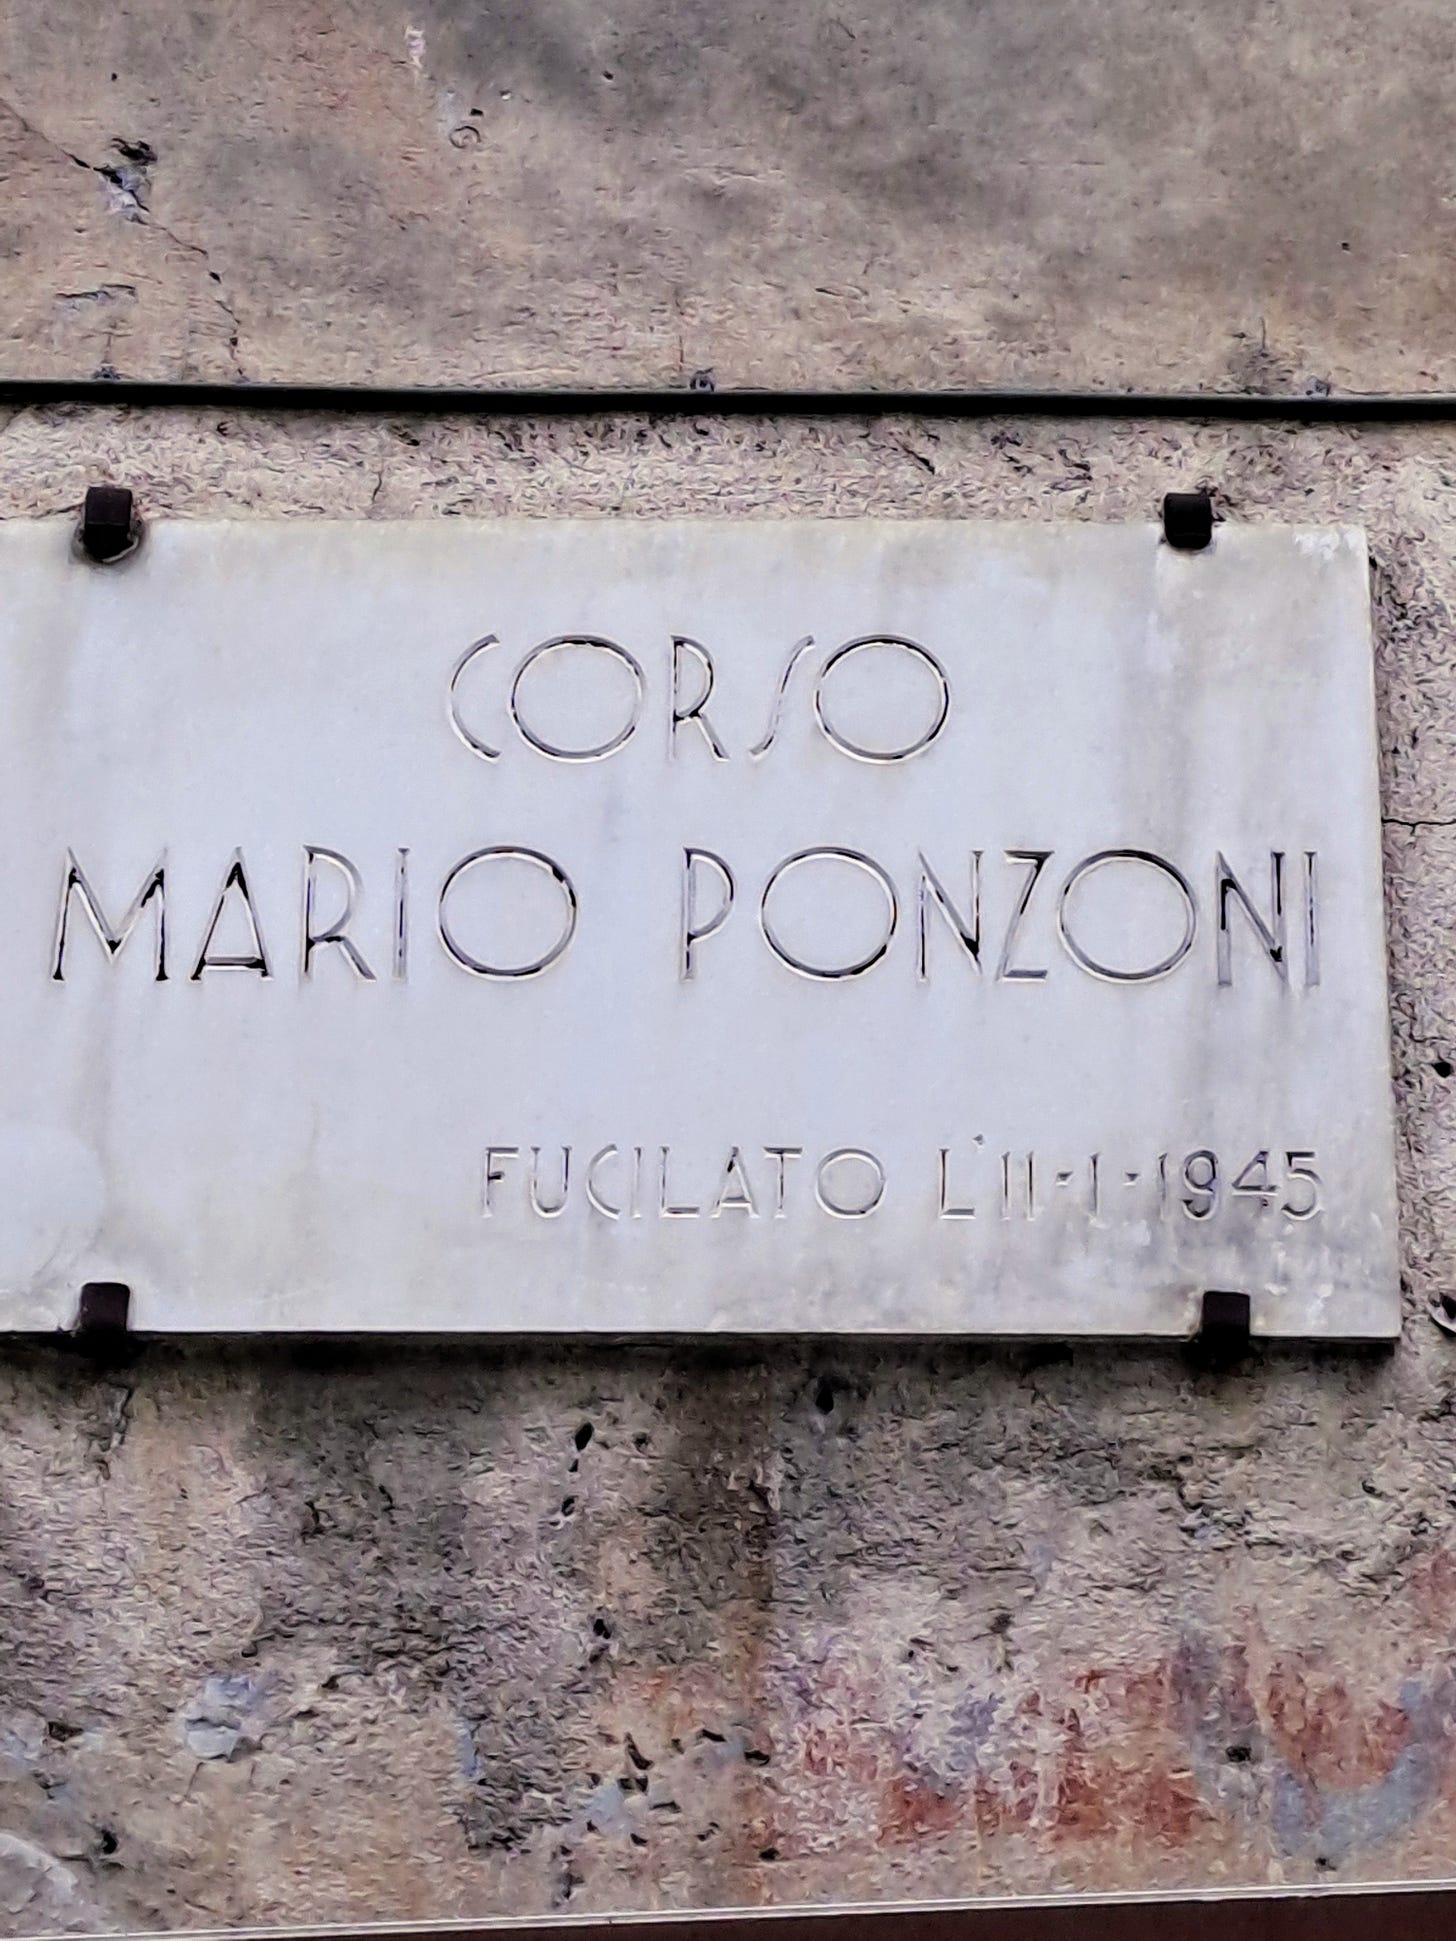 CORSO
MARIO PONZONI
FUCILATO L'11-1-1945